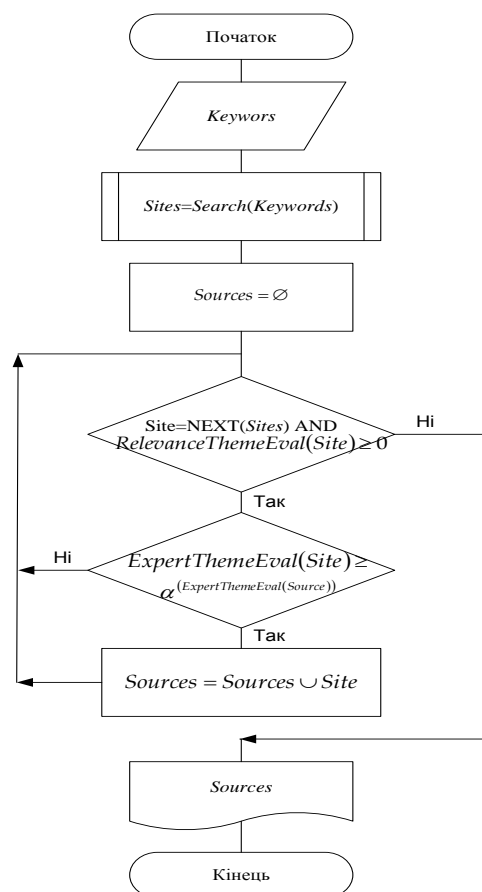 Початок
Keywors
Sites=Search(Keywords)
Sources = ∅
Site=NEXT(Sites) AND
RelevanceThemeEval(Site) ≥ 0
Ні
Так
ExpertThemeEval(Site) ≥
Ні
α^(ExpertThemeEval(Source))
Так
Sources = Sources ∪ Site
Sources
Кінець